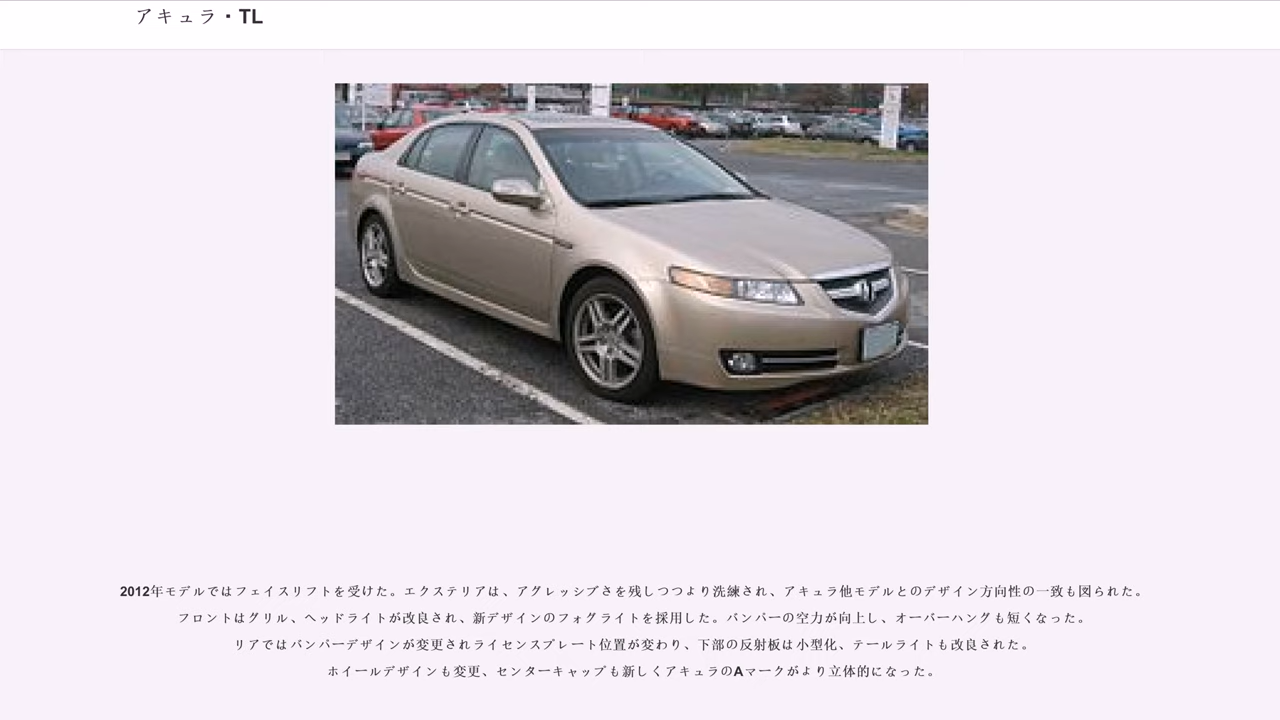 アキュラ・TL
2012年モデルではフェイスリフトを受けた。エクステリアは、アグレッシブさを残しつつより洗練され、アキュラ他モデルとのデザイン方向性の一致も図られた。
フロントはグリル、ヘッドライトが改良され、新デザインのフォグライトを採用した。バンパーの空力が向上し、オーバーハングも短くなった。
リアではバンパーデザインが変更されライセンスプレート位置が変わり、下部の反射板は小型化、テールライトも改良された。
ホイールデザインも変更、センターキャップも新しくアキュラのAマークがより立体的になった。